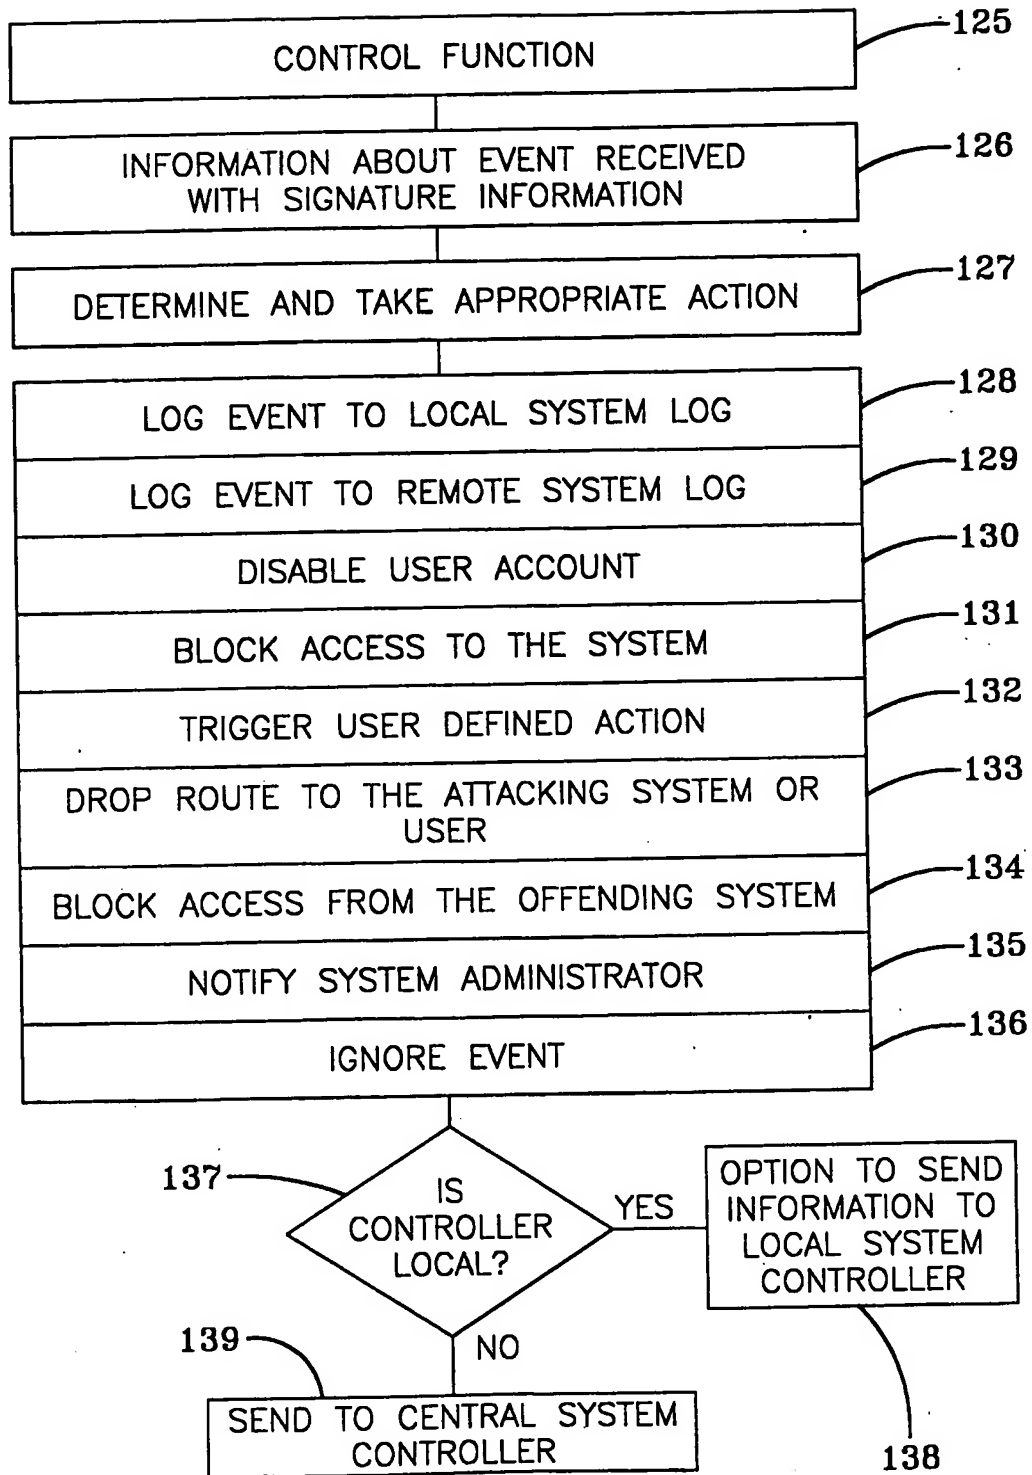 CONTROL FUNCTION
125
INFORMATION ABOUT EVENT RECEIVED
WITH SIGNATURE INFORMATION
126
DETERMINE AND TAKE APPROPRIATE ACTION
127
LOG EVENT TO LOCAL SYSTEM LOG
128
LOG EVENT TO REMOTE SYSTEM LOG
129
DISABLE USER ACCOUNT
130
BLOCK ACCESS TO THE SYSTEM
131
TRIGGER USER DEFINED ACTION
132
DROP ROUTE TO THE ATTACKING SYSTEM OR
USER
133
BLOCK ACCESS FROM THE OFFENDING SYSTEM
134
NOTIFY SYSTEM ADMINISTRATOR
135
IGNORE EVENT
136
137
IS
CONTROLLER
LOCAL?
YES
OPTION TO SEND
INFORMATION TO
LOCAL SYSTEM
CONTROLLER
138
NO
139
SEND TO CENTRAL SYSTEM
CONTROLLER